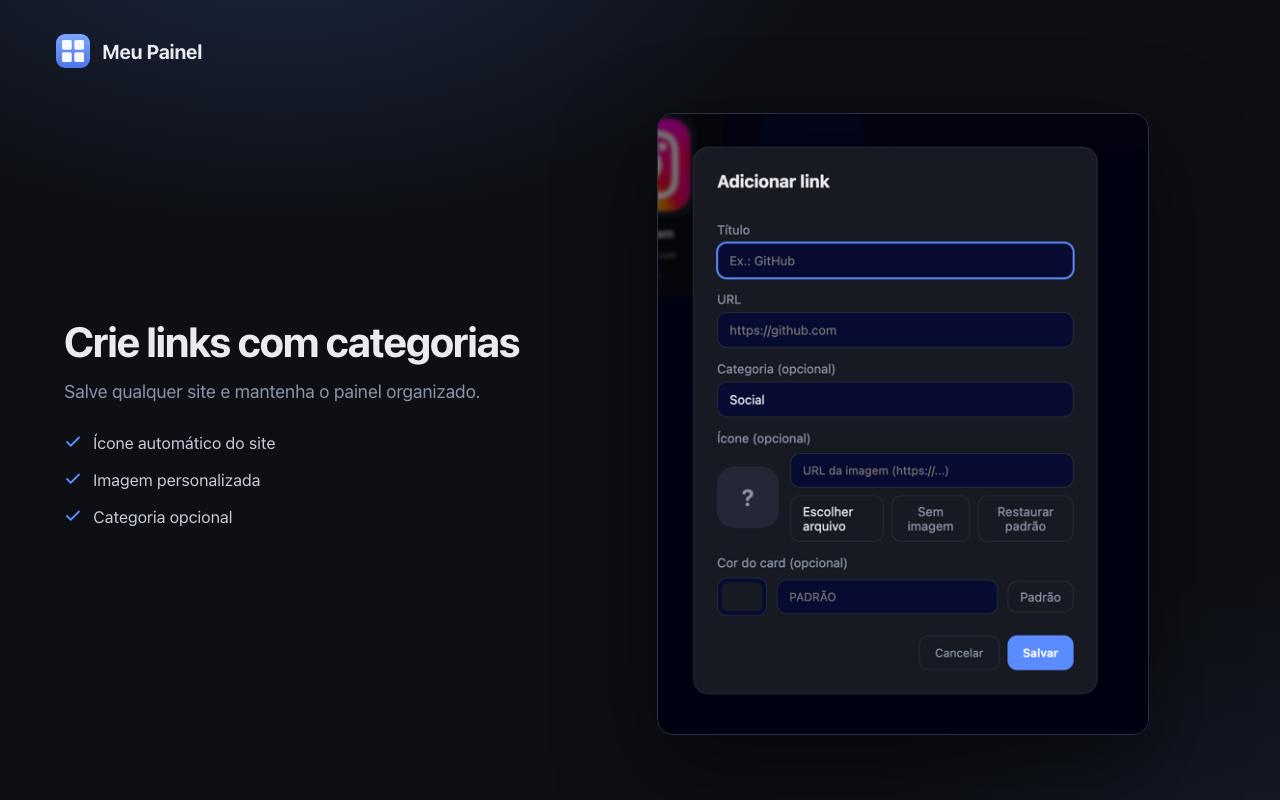 Meu Painel
Crie links com categorias
Salve qualquer site e mantenha o painel organizado.
Ícone automático do site
Imagem personalizada
Categoria opcional
Adicionar link
Título
Ex.: GitHub
URL
https://github.com
Categoria (opcional)
Social
Ícone (opcional)
?
URL da imagem (https://...)
Escolher
arquivo
Sem
imagem
Restaurar
padrão
Cor do card (opcional)
PADRÃO
Padrão
Cancelar
Salvar